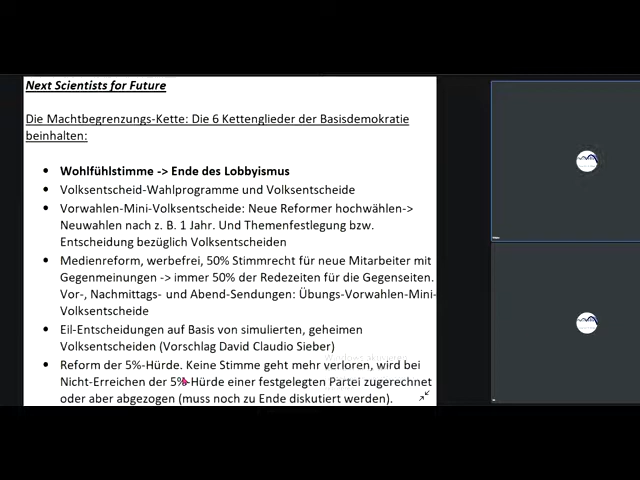 Next Scientists for Future
Die Machtbegrenzungs-Kette: Die 6 Kettenglieder der Basisdemokratie
beinhalten:
• Wohlfühlstimme -> Ende des Lobbyismus
• Volksentscheid-Wahlprogramme und Volksentscheide
• Vorwahlen-Mini-Volksentscheide: Neue Reformer hochwählen->
Neuwahlen nach z. B. 1 Jahr. Und Themenfestlegung bzw.
Entscheidung bezüglich Volksentscheiden
• Medienreform, werbefrei, 50% Stimmrecht für neue Mitarbeiter mit
Gegenmeinungen -> immer 50% der Redezeiten für die Gegenseiten.
Vor-, Nachmittags- und Abend-Sendungen: Übungs-Vorwahlen-Mini-
Volksentscheide
• Eil-Entscheidungen auf Basis von simulierten, geheimen
Volksentscheiden (Vorschlag David Claudio Sieber)
• Reform der 5%-Hürde. Keine Stimme geht mehr verloren, wird bei
Nicht-Erreichen der 5%-Hürde einer festgelegten Partei zugerechnet
oder aber abgezogen (muss noch zu Ende diskutiert werden).